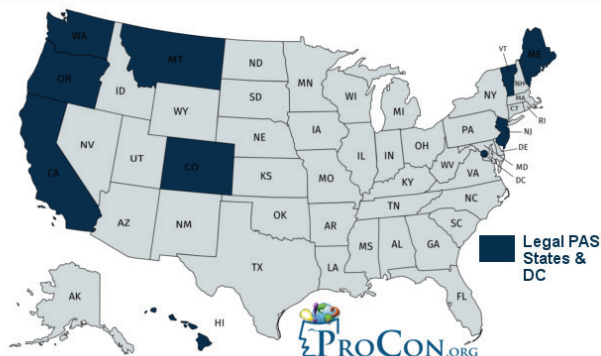 WA
MT
ND
MN
VT
ME
OR
ID
SD
WI
MI
NY
NH
MA
CT
RI
WY
IA
PA
NJ
NE
OH
DE
NV
UT
CO
IL
IN
WV
MD
VA
DC
CA
KS
MO
KY
NC
TN
AZ
NM
OK
AR
SC
MS
AL
GA
Legal PAS
States &
DC
TX
LA
FL
AK
HI
PROCON.ORG